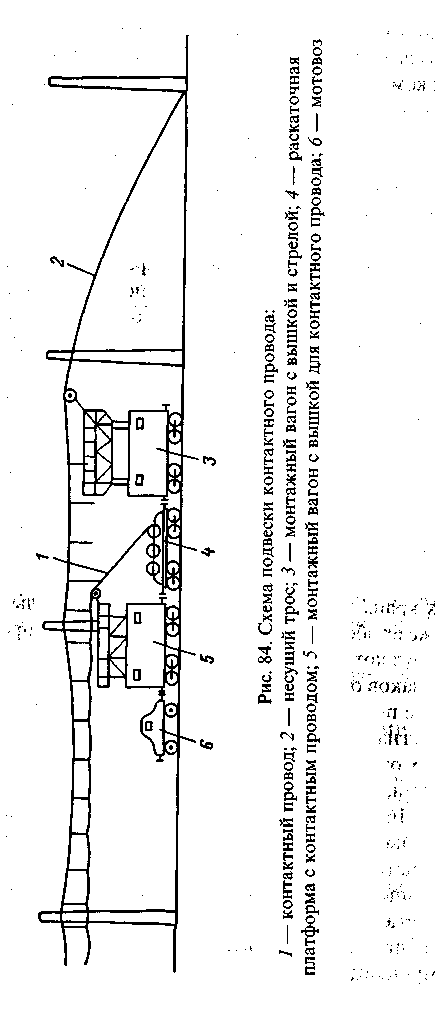 2
1
3
4
5
6
Рис. 84. Схема подвески контактного провода:
1 — контактный провод; 2 — несущий трос; 3 — монтажный вагон с вышкой и стрелой; 4 — раскаточная
платформа с контактным проводом; 5 — монтажный вагон с вышкой для контактного провода; 6 — мотовоз